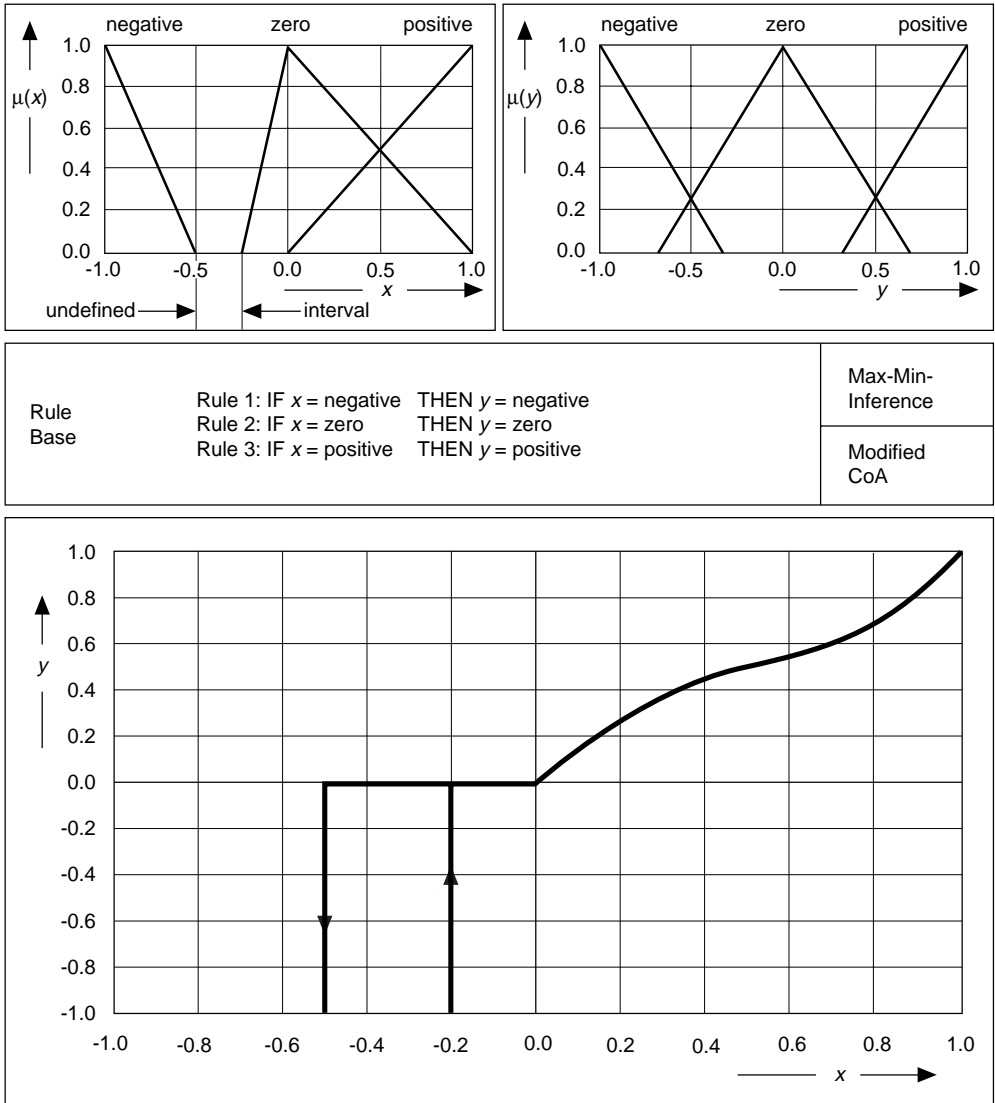 negative zero positive
μ(x)
1.0
0.8
0.6
0.4
0.2
0.0
-1.0 -0.5 0.0 0.5 1.0
x
undefined interval
negative zero positive
μ(y)
1.0
0.8
0.6
0.4
0.2
0.0
-1.0 -0.5 0.0 0.5 1.0
y
Rule
Base
Rule 1: IF x = negative THEN y = negative
Rule 2: IF x = zero THEN y = zero
Rule 3: IF x = positive THEN y = positive
Max-Min-
Inference
Modified
CoA
1.0
0.8
0.6
y
0.4
0.2
0.0
-0.2
-0.4
-0.6
-0.8
-1.0
-1.0 -0.8 -0.6 -0.4 -0.2 0.0 0.2 0.4 0.6 0.8 1.0
x